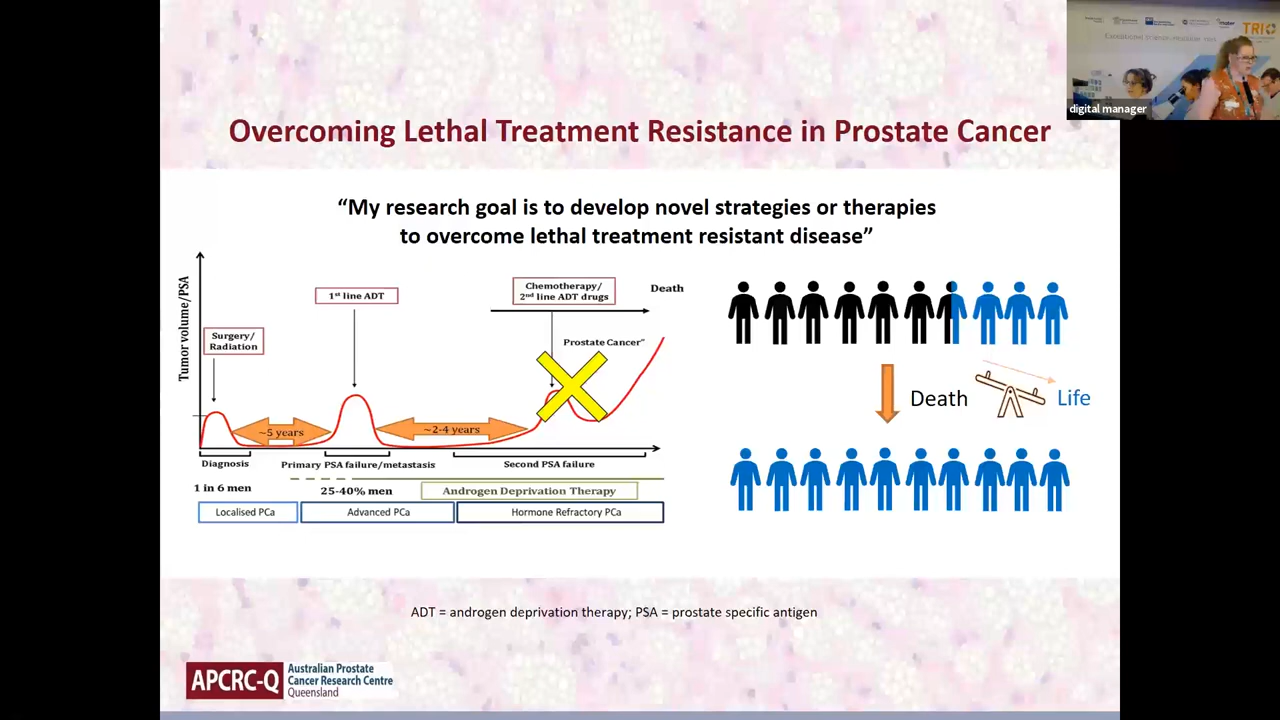 TRI
digital manager
Overcoming Lethal Treatment Resistance in Prostate Cancer
“My research goal is to develop novel strategies or therapies
to overcome lethal treatment resistant disease”
Tumor volume/PSA
Surgery/
Radiation
1st line ADT
Chemotherapy/
2nd line ADT drugs
Death
Prostate Cancer"
~5 years
~2-4 years
Diagnosis
Primary PSA failure/metastasis
Second PSA failure
1 in 6 men
25-40% men
Androgen Deprivation Therapy
Localised PCa
Advanced PCa
Hormone Refractory PCa
Death
Life
ADT = androgen deprivation therapy; PSA = prostate specific antigen
APCRC-Q
Australian Prostate
Cancer Research Centre
Queensland